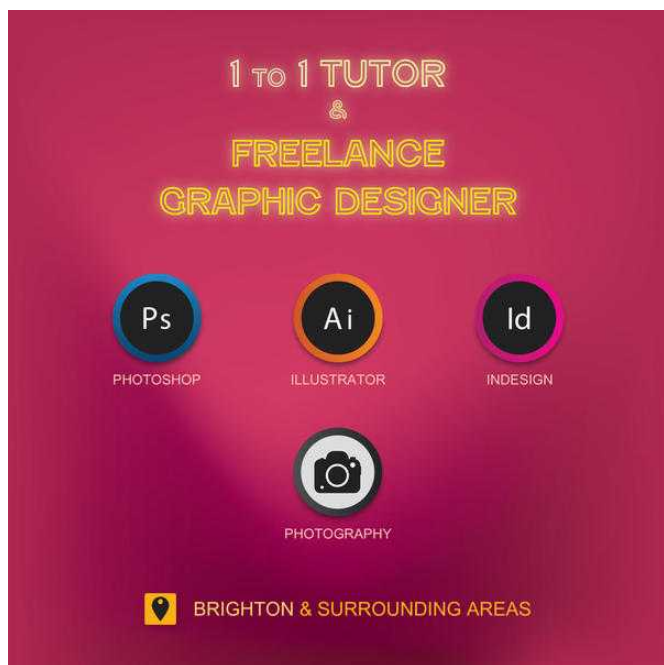 1 TO 1 TUTOR
&
FREELANCE
GRAPHIC DESIGNER
Ps Ai Id
PHOTOSHOP ILLUSTRATOR INDESIGN
PHOTOGRAPHY
BRIGHTON & SURROUNDING AREAS